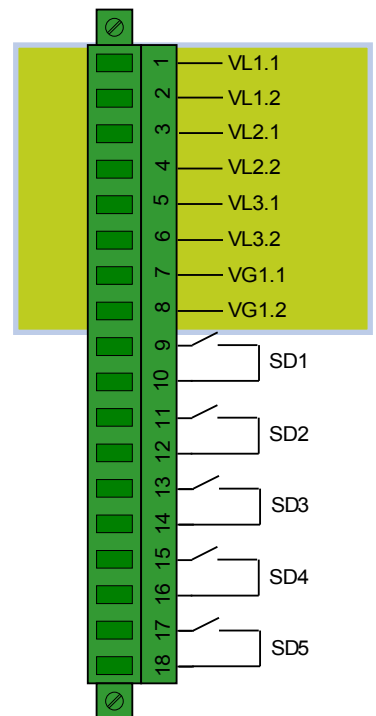 1 VL1.1
2 VL1.2
3 VL2.1
4 VL2.2
5 VL3.1
6 VL3.2
7 VG1.1
8 VG1.2
9
SD1
10
11
SD2
12
13
SD3
14
15
SD4
16
17
SD5
18